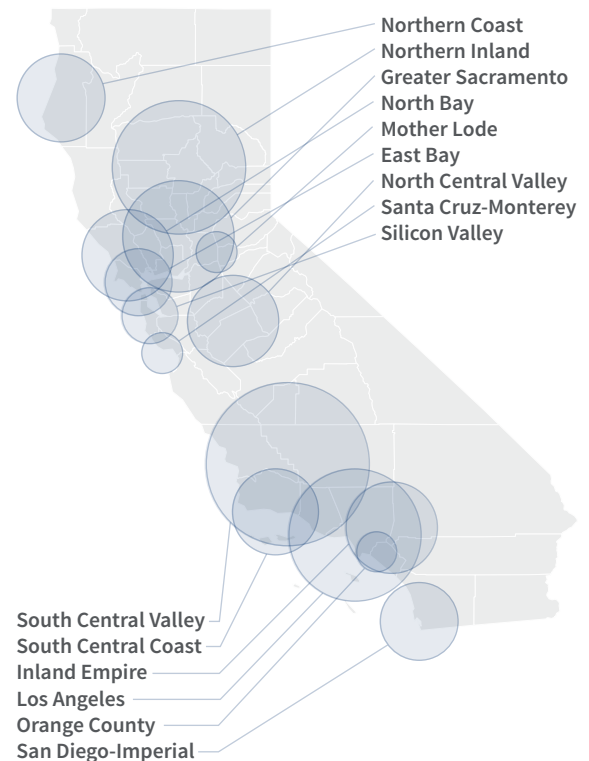 Northern Coast
Northern Inland
Greater Sacramento
North Bay
Mother Lode
East Bay
North Central Valley
Santa Cruz-Monterey
Silicon Valley
South Central Valley
South Central Coast
Inland Empire
Los Angeles
Orange County
San Diego-Imperial